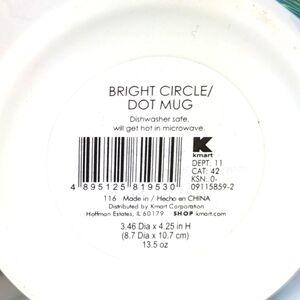 BRIGHT CIRCLE/
DOT MUG
Dishwasher safe,
will get hot in microwave.
K
kmart
DEPT: 11
CAT: 42
KSN: 0-
09115859-2
4 895125 819530
116 Made in / Hecho en CHINA
Distributed by Kmart Corporation
Hoffman Estates, IL 60179 SHOP kmart.com
3.46 Dia x 4.25 in H
(8.7 Dia x 10.7 cm)
13.5 oz